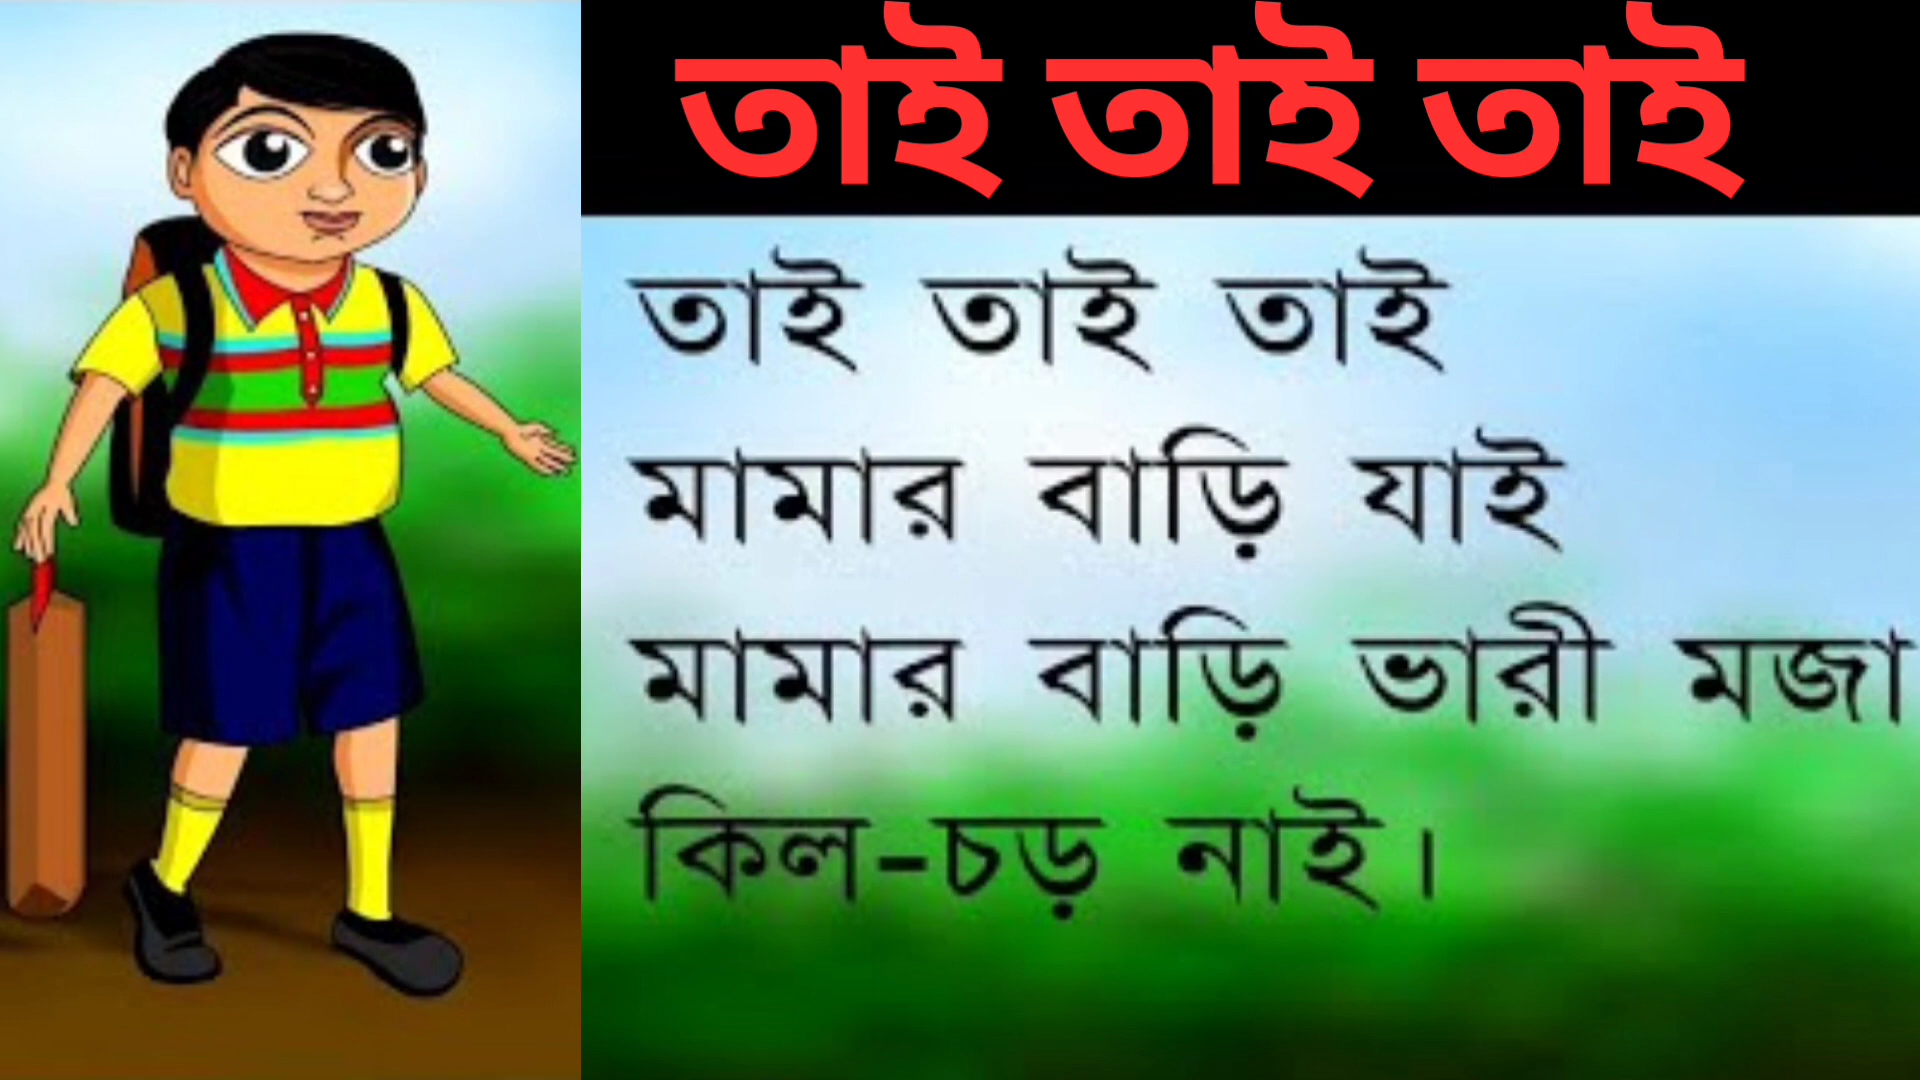 তাই তাই তাই
তাই তাই তাই
মামার বাড়ি যাই
মামার বাড়ি ভারী মজা
কিল-চড় নাই।